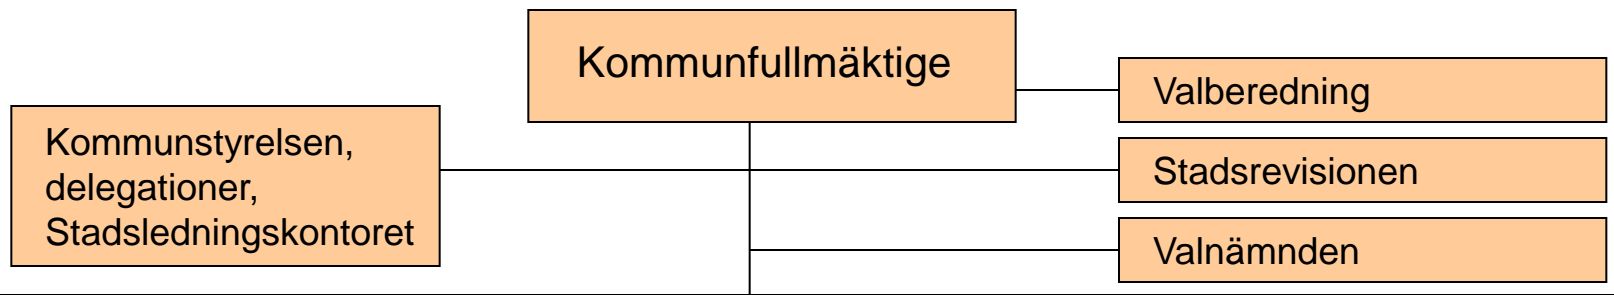 Kommunfullmäktige
Valberedning
Kommunstyrelsen,
delegationer,
Stadsledningskontoret
Stadsrevisionen
Valnämnden